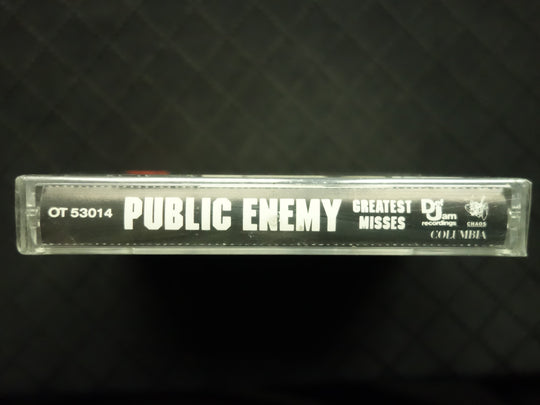 OT 53014
PUBLIC ENEMY
GREATEST
MISSES
Def
Jam
recordings
CHAOS
COLUMBIA